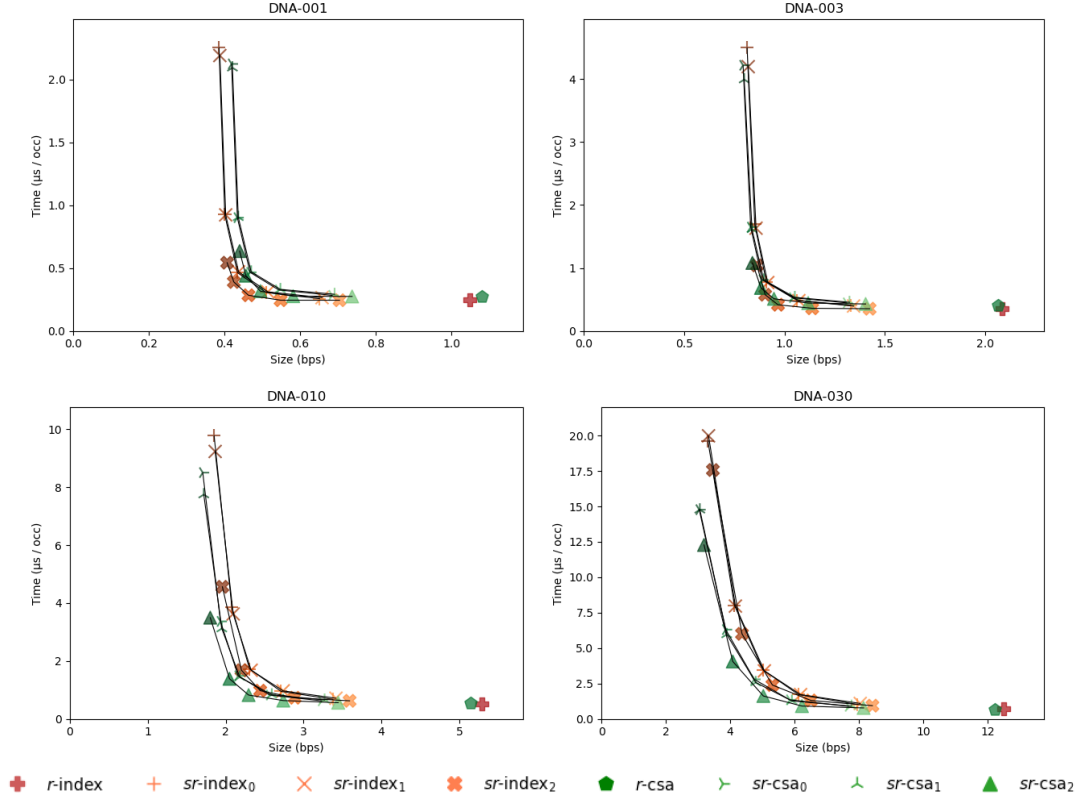 DNA-001
Time (µs / occ)
2.0
1.5
1.0
0.5
0.0
0.0 0.2 0.4 0.6 0.8 1.0
Size (bps)
DNA-003
Time (µs / occ)
4
3
2
1
0
0.0 0.5 1.0 1.5 2.0
Size (bps)
DNA-010
Time (µs / occ)
10
8
6
4
2
0
0 1 2 3 4 5
Size (bps)
DNA-030
Time (µs / occ)
20.0
17.5
15.0
12.5
10.0
7.5
5.0
2.5
0.0
0 2 4 6 8 10 12
Size (bps)
r-index sr-index₀ sr-index₁ sr-index₂ r-csa sr-csa₀ sr-csa₁ sr-csa₂